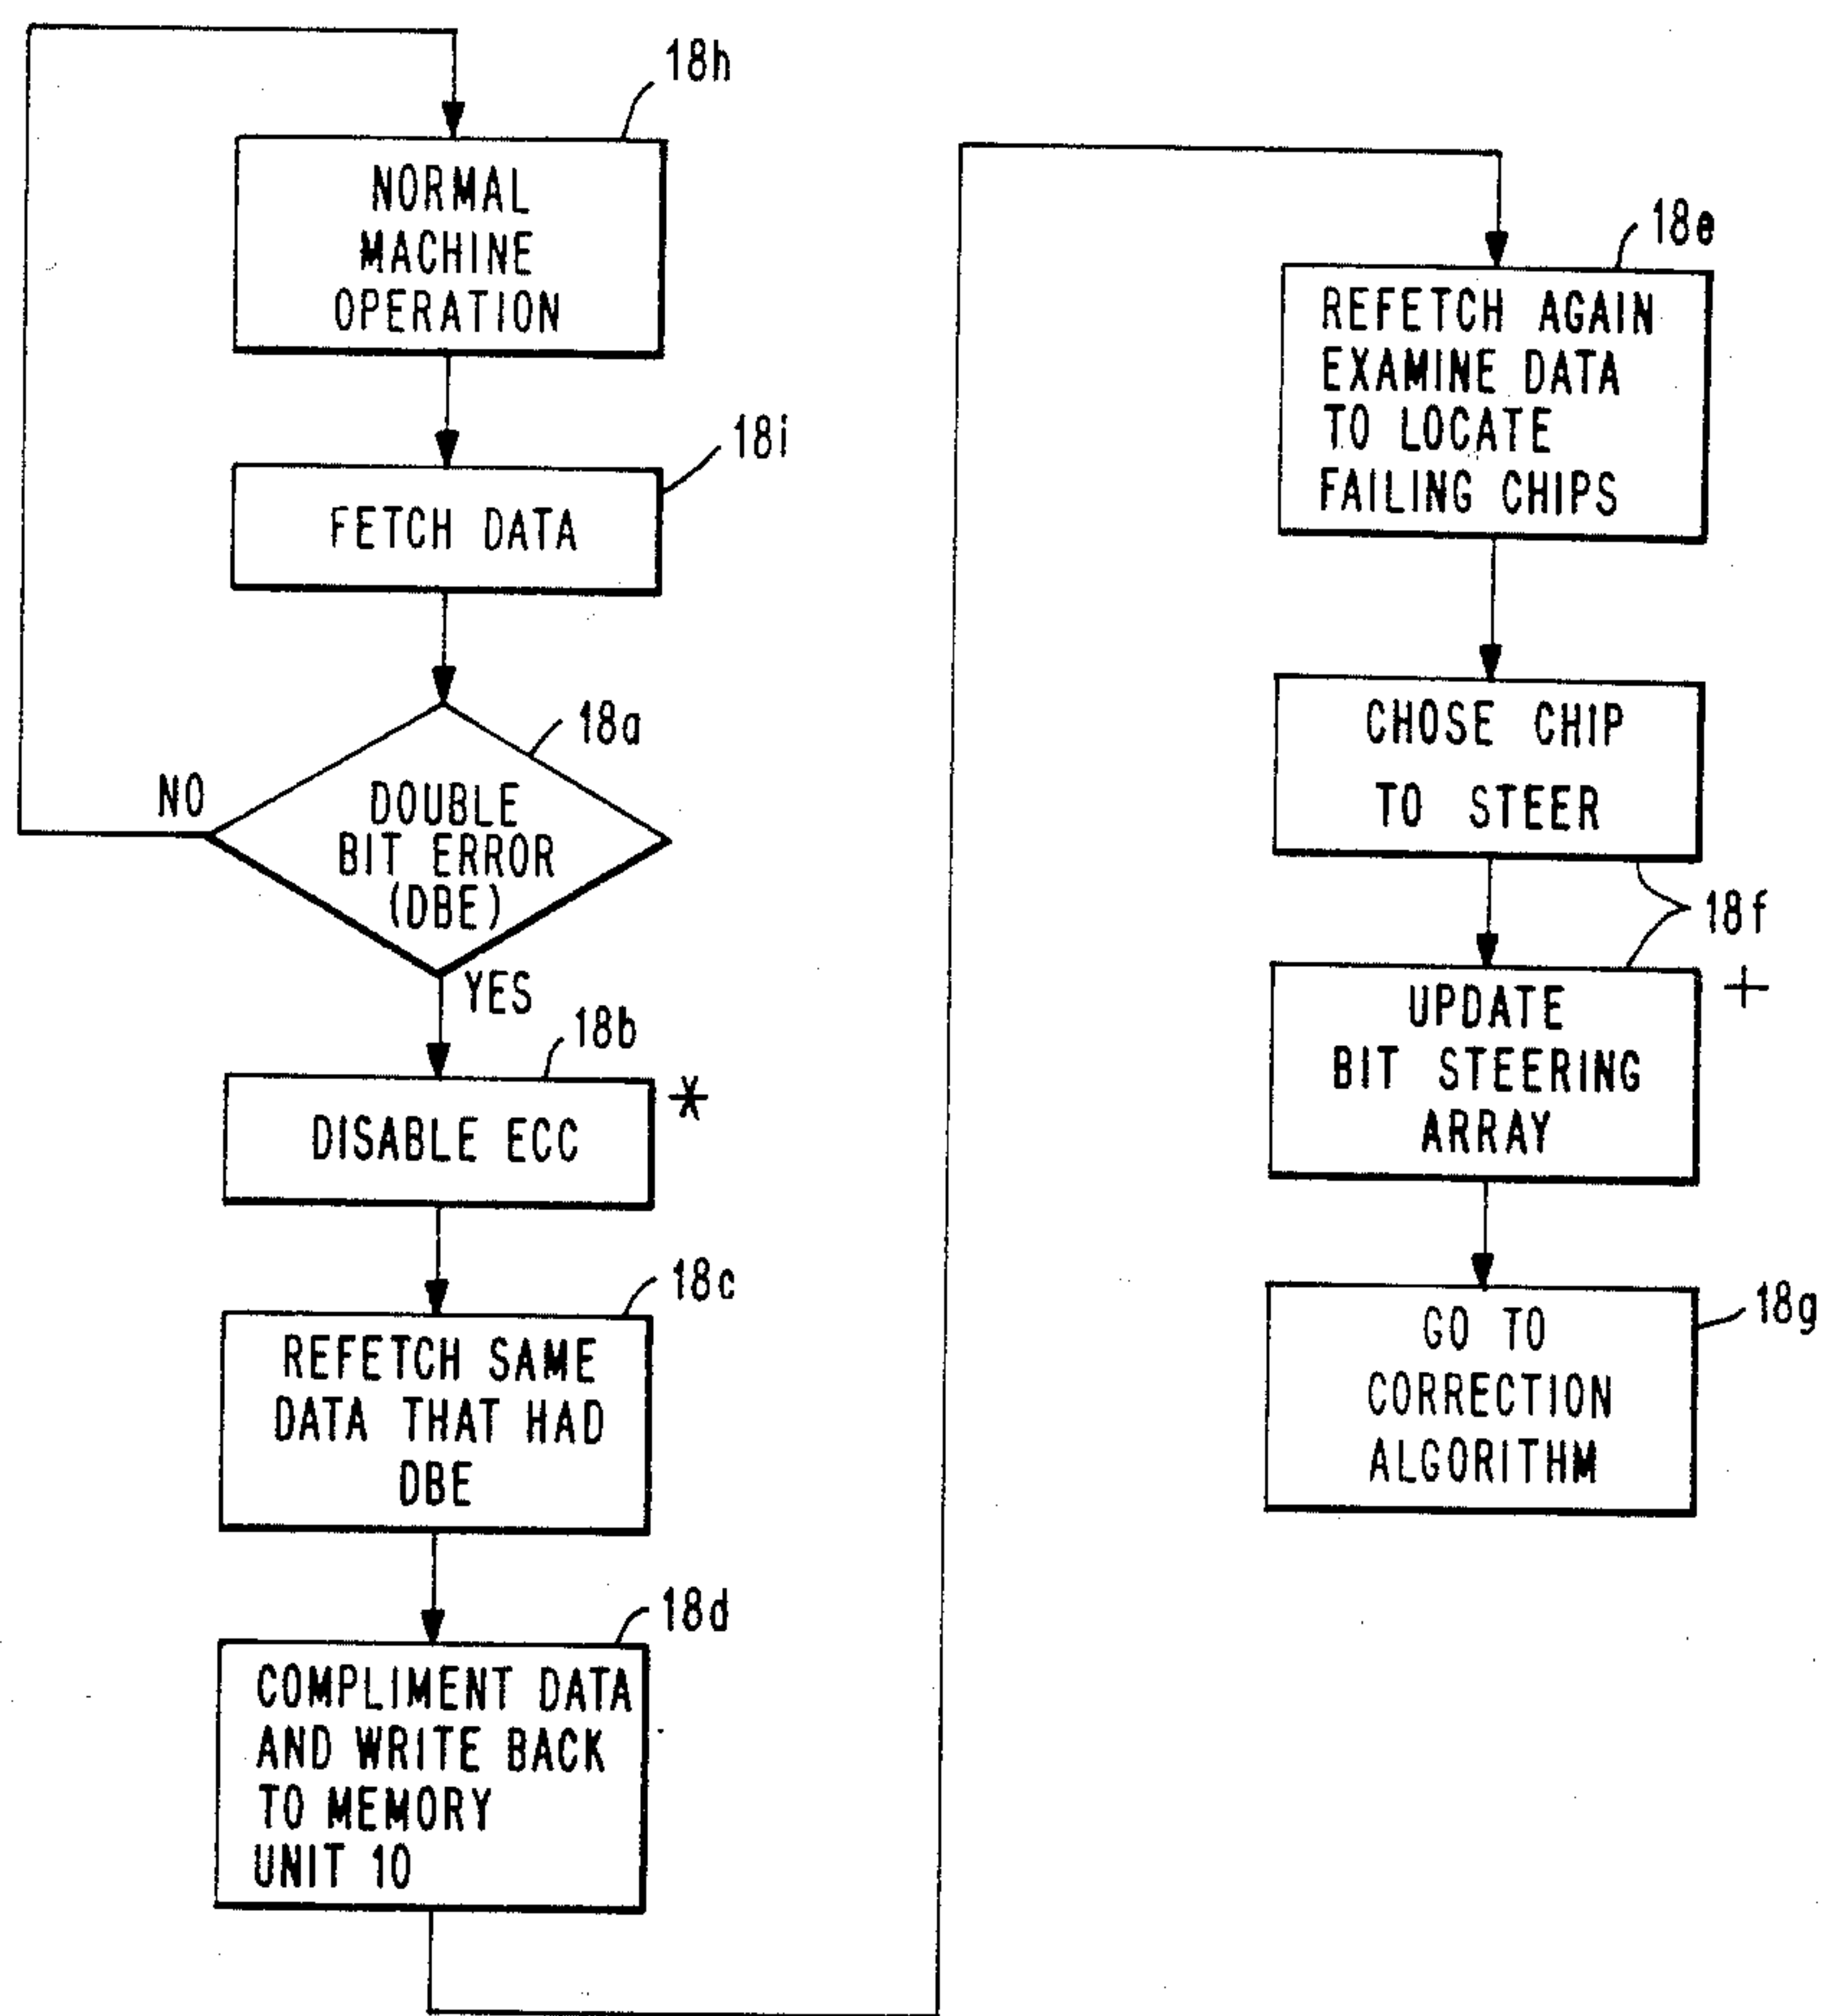 18h
NORMAL
MACHINE
OPERATION
18i
FETCH DATA
18a
NO
DOUBLE
BIT ERROR
(DBE)
YES
18b
DISABLE ECC
*
18c
REFETCH SAME
DATA THAT HAD
DBE
18d
COMPLIMENT DATA
AND WRITE BACK
TO MEMORY
UNIT 10
18e
REFETCH AGAIN
EXAMINE DATA
TO LOCATE
FAILING CHIPS
CHOSE CHIP
TO STEER
18f
+
UPDATE
BIT STEERING
ARRAY
18g
GO TO
CORRECTION
ALGORITHM